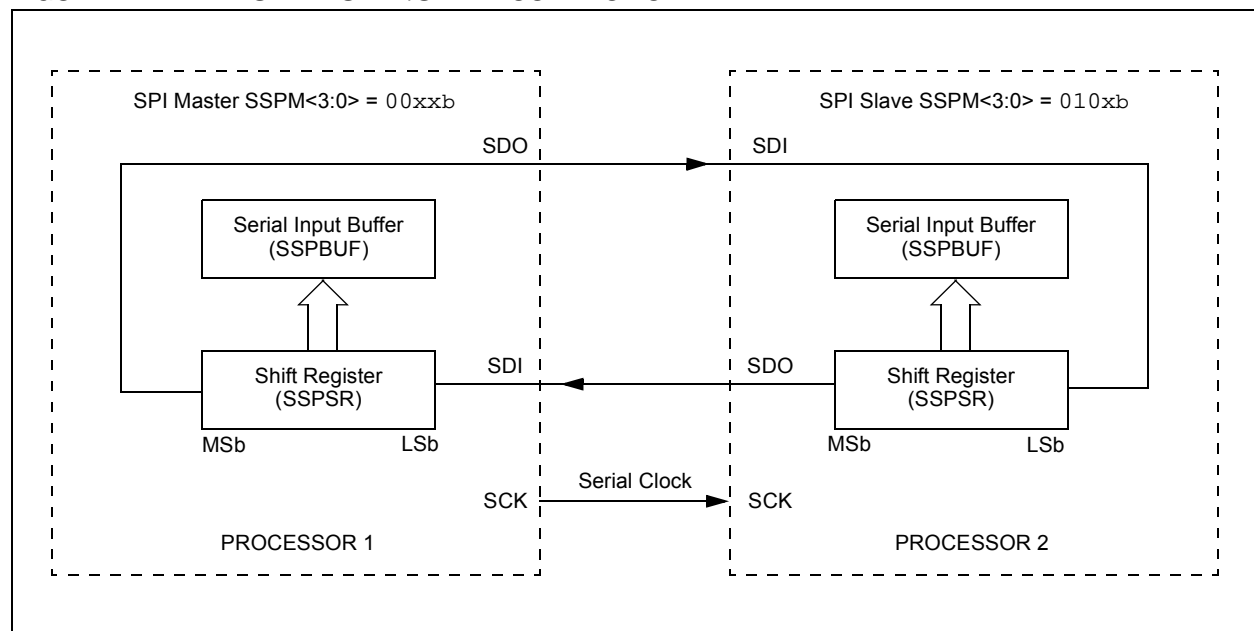 SPI Master SSPM<3:0> = 00xxb
SPI Slave SSPM<3:0> = 010xb
SDO
SDI
Serial Input Buffer
(SSPBUF)
Serial Input Buffer
(SSPBUF)
SDI
SDO
Shift Register
(SSPSR)
Shift Register
(SSPSR)
MSb
LSb
MSb
LSb
Serial Clock
SCK
SCK
PROCESSOR 1
PROCESSOR 2